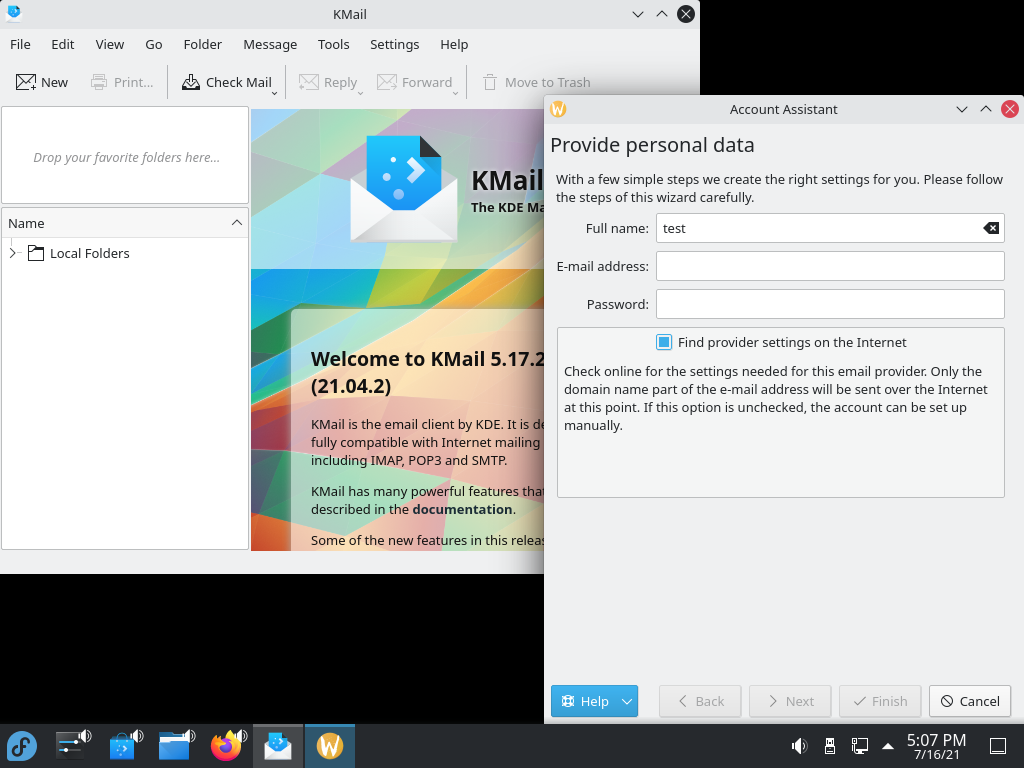 KMail
File Edit View Go Folder Message Tools Settings Help
New Print... Check Mail Reply Forward Move to Trash
Drop your favorite folders here...
Name
Local Folders
KMail
The KDE Ma
Welcome to KMail 5.17.2
(21.04.2)
KMail is the email client by KDE. It is de
fully compatible with Internet mailing
including IMAP, POP3 and SMTP.
KMail has many powerful features that
described in the documentation.
Some of the new features in this releas
Account Assistant
Provide personal data
With a few simple steps we create the right settings for you. Please follow
the steps of this wizard carefully.
Full name: test
E-mail address:
Password:
Find provider settings on the Internet
Check online for the settings needed for this email provider. Only the
domain name part of the e-mail address will be sent over the Internet
at this point. If this option is unchecked, the account can be set up
manually.
Help Back Next Finish Cancel
5:07 PM
7/16/21